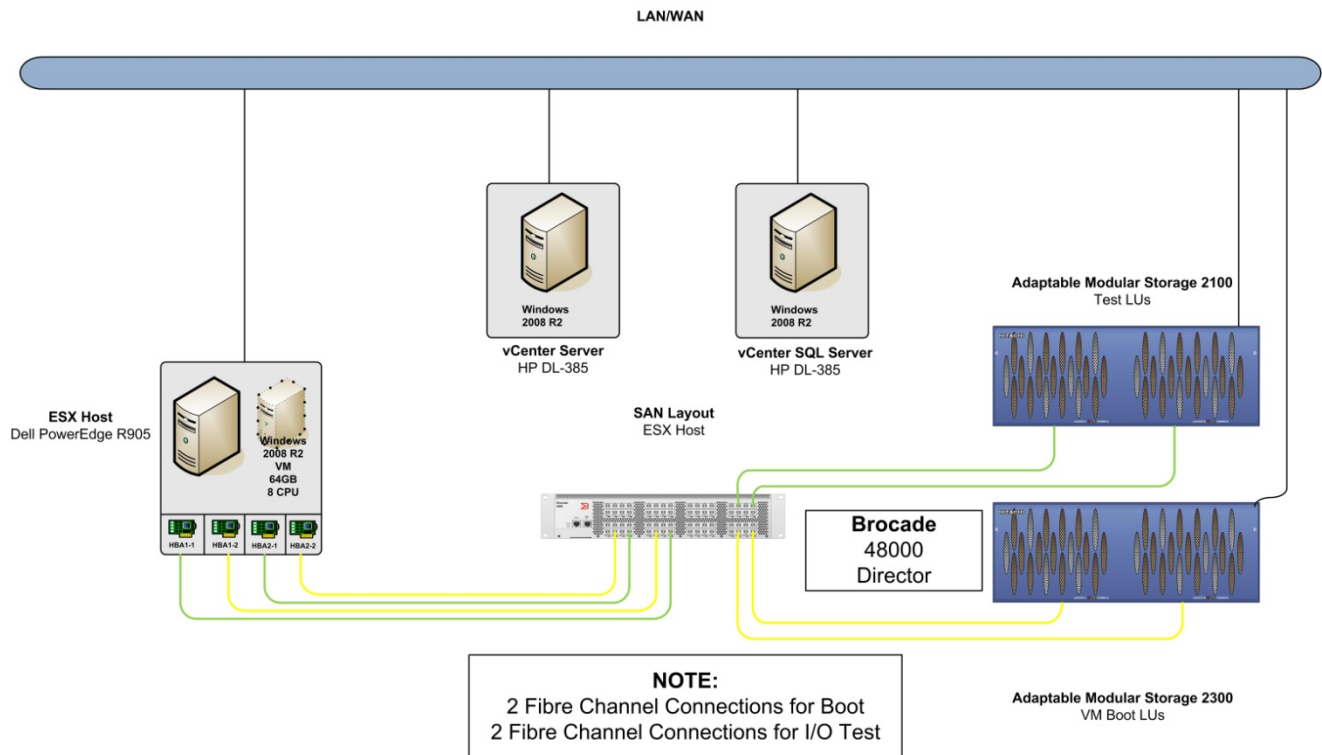 LAN/WAN
Windows
2008 R2
vCenter Server
HP DL-385
Windows
2008 R2
vCenter SQL Server
HP DL-385
Adaptable Modular Storage 2100
Test LUs
ESX Host
Dell PowerEdge R905
Windows
2008 R2
VM
64GB
8 CPU
HBA1-1
HBA1-2
HBA2-1
HBA2-2
SAN Layout
ESX Host
Brocade
48000
Director
NOTE:
2 Fibre Channel Connections for Boot
2 Fibre Channel Connections for I/O Test
Adaptable Modular Storage 2300
VM Boot LUs